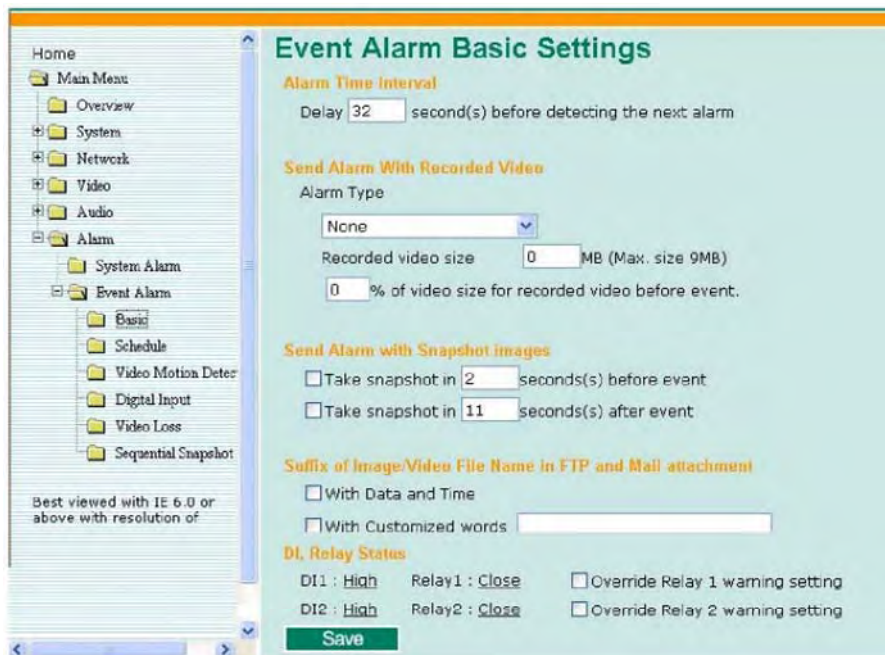 Home
Main Menu
Overview
System
Network
Video
Audio
Alarm
System Alarm
Event Alarm
Basic
Schedule
Video Motion Detec
Digital Input
Video Loss
Sequential Snapshot
Best viewed with IE 6.0 or
above with resolution of
Event Alarm Basic Settings
Alarm Time Interval
Delay 32 second(s) before detecting the next alarm
Send Alarm With Recorded Video
Alarm Type
None
Recorded video size 0 MB (Max. size 9MB)
0 % of video size for recorded video before event.
Send Alarm with Snapshot images
Take snapshot in 2 seconds(s) before event
Take snapshot in 11 seconds(s) after event
Suffix of Image/Video File Name in FTP and Mail attachment
With Data and Time
With Customized words
DI, Relay Status
DI1 : High Relay1 : Close Override Relay 1 warning setting
DI2 : High Relay2 : Close Override Relay 2 warning setting
Save